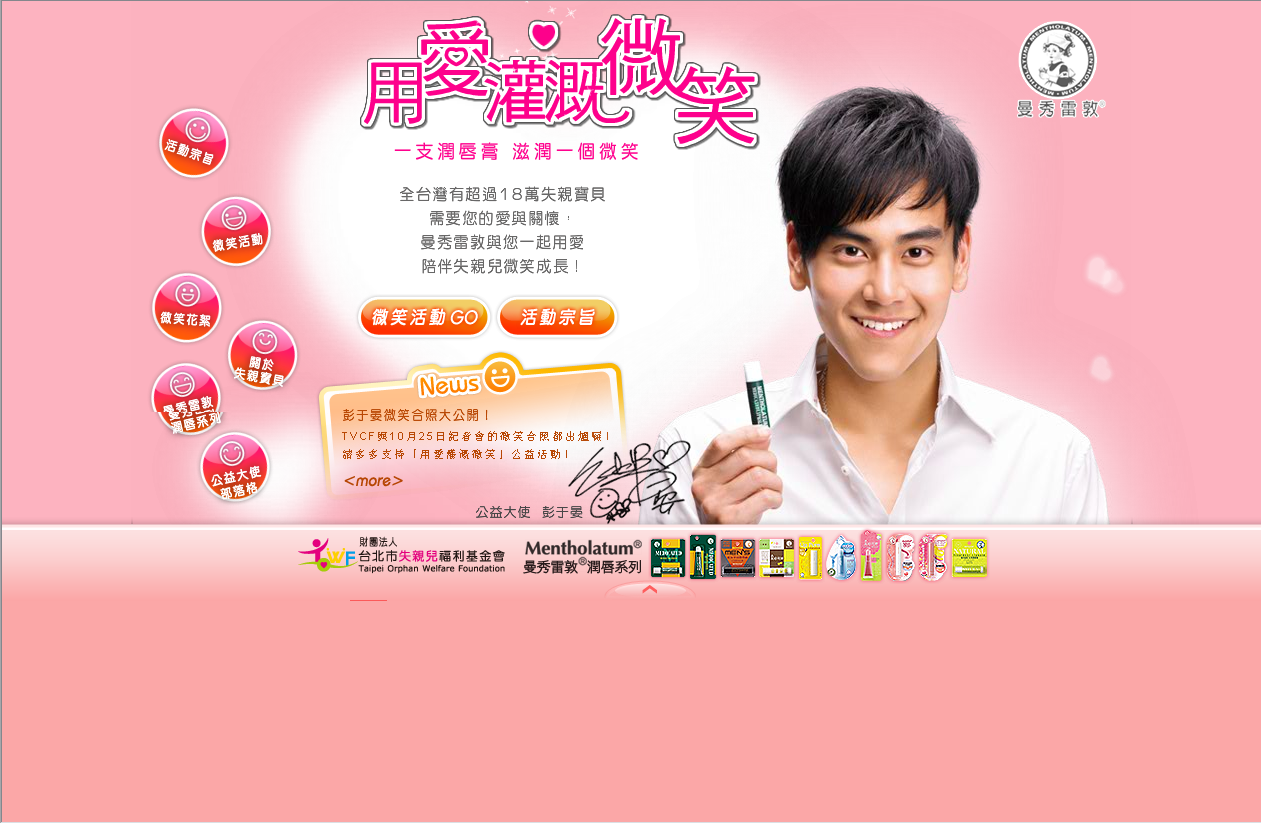 用愛灌溉微笑
一支潤唇膏 滋潤一個微笑
全台灣有超過18萬失親寶貝
需要您的愛與關懷，
曼秀雷敦與您一起用愛
陪伴失親兒微笑成長！
微笑活動 GO
活動宗旨
MENTHOLATUM
曼秀雷敦®
活動宗旨
微笑活動
微笑花絮
關於
失親寶貝
曼秀雷敦
潤唇系列
公益大使
部落格
News
彭于晏微笑合照大公開！
TVCF與10月25日記者會的微笑合照都出爐囉！
請多多支持「用愛灌溉微笑」公益活動！
<more>
公益大使 彭于晏
MENTHOLATUM
財團法人
台北市失親兒福利基金會
Taipei Orphan Welfare Foundation
Mentholatum®
曼秀雷敦®潤唇系列
MEN'S
NATURAL